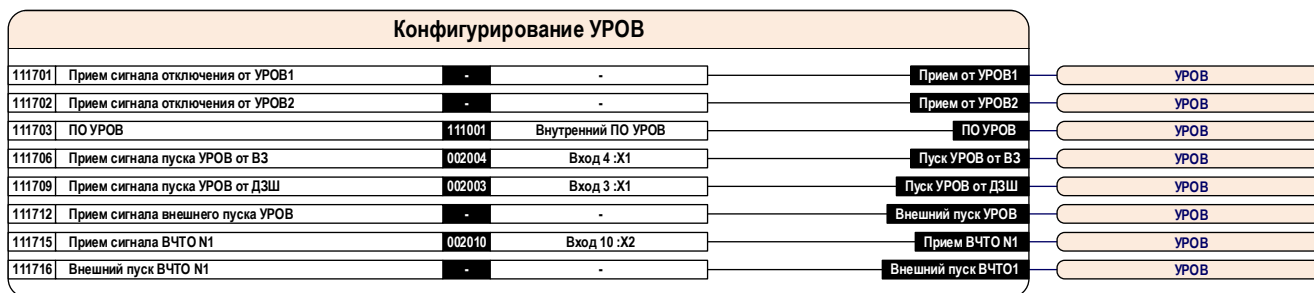 Конфигурирование УРОВ
111701 Прием сигнала отключения от УРОВ1 - - Прием от УРОВ1 УРОВ
111702 Прием сигнала отключения от УРОВ2 - - Прием от УРОВ2 УРОВ
111703 ПО УРОВ 111001 Внутренний ПО УРОВ ПО УРОВ УРОВ
111706 Прием сигнала пуска УРОВ от ВЗ 002004 Вход 4 :X1 Пуск УРОВ от ВЗ УРОВ
111709 Прием сигнала пуска УРОВ от ДЗШ 002003 Вход 3 :X1 Пуск УРОВ от ДЗШ УРОВ
111712 Прием сигнала внешнего пуска УРОВ - - Внешний пуск УРОВ УРОВ
111715 Прием сигнала ВЧТО N1 002010 Вход 10 :X2 Прием ВЧТО N1 УРОВ
111716 Внешний пуск ВЧТО N1 - - Внешний пуск ВЧТО1 УРОВ